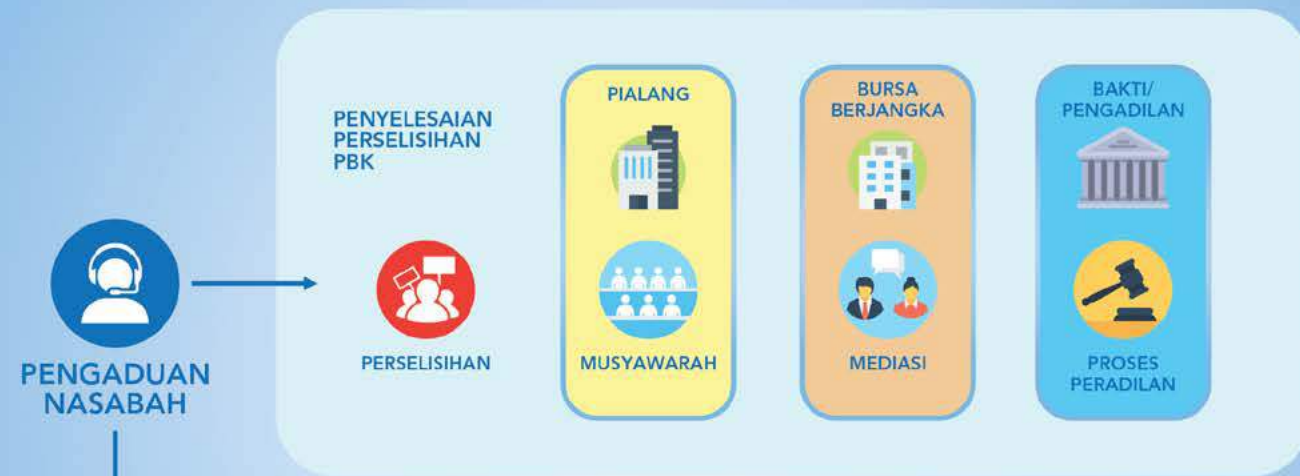 PENGADUAN
NASABAH
PENYELESAIAN
PERSELISIHAN
PBK
PERSELISIHAN
PIALANG
MUSYAWARAH
BURSA
BERJANGKA
MEDIASI
BAKTI/
PENGADILAN
PROSES
PERADILAN